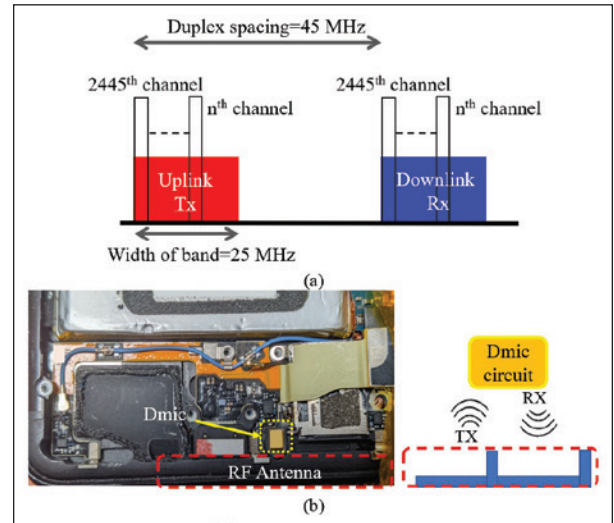 Duplex spacing=45 MHz
2445th channel
nth channel
2445th channel
nth channel
Uplink
Tx
Downlink
Rx
Width of band=25 MHz
(a)
Dmic
RF Antenna
Dmic
circuit
TX
RX
(b)